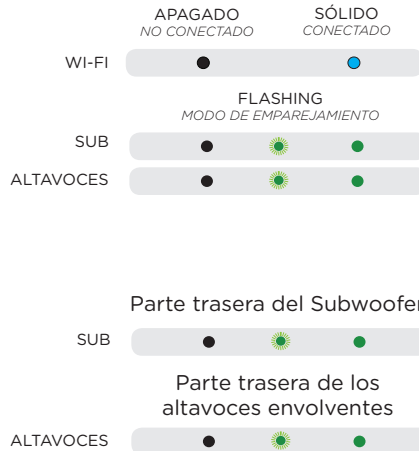 APAGADO
NO CONECTADO
SÓLIDO
CONECTADO
WI-FI
FLASHING
MODO DE EMPAREJAMIENTO
SUB
ALTAVOCES
Parte trasera del Subwoofer
SUB
Parte trasera de los
altavoces envolventes
ALTAVOCES